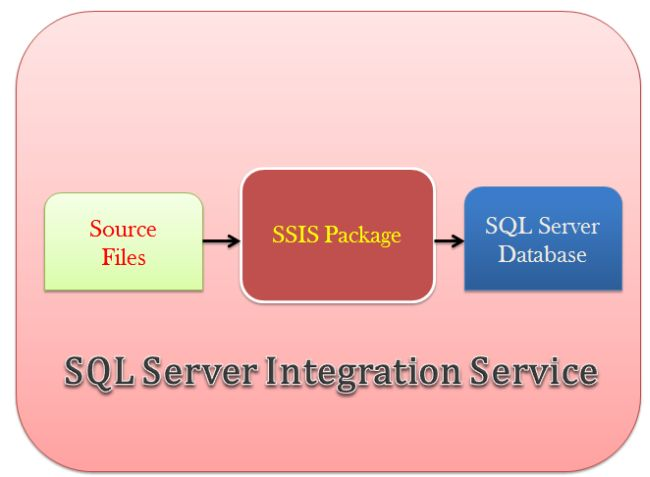 Source
Files
SSIS Package
SQL Server
Database
SQL Server Integration Service